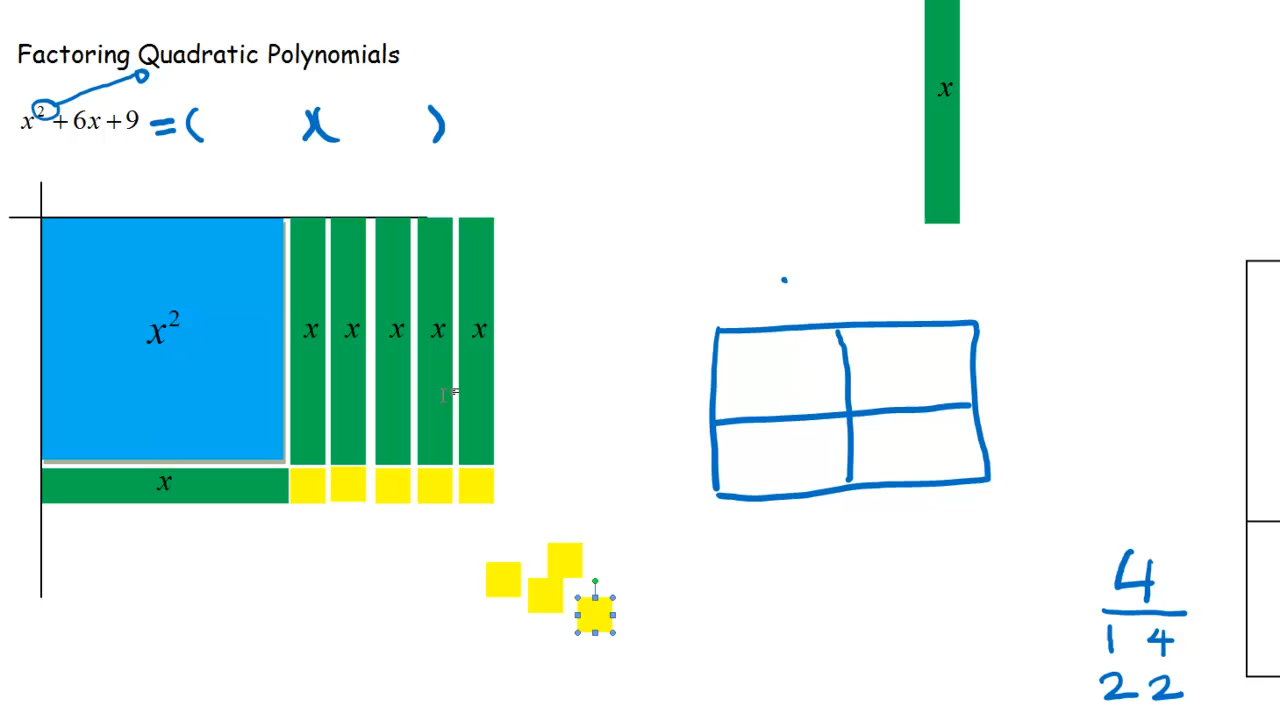 Factoring Quadratic Polynomials
x² + 6x + 9 = ( x )
x
x²
x x x x x
x
4
1 4
2 2